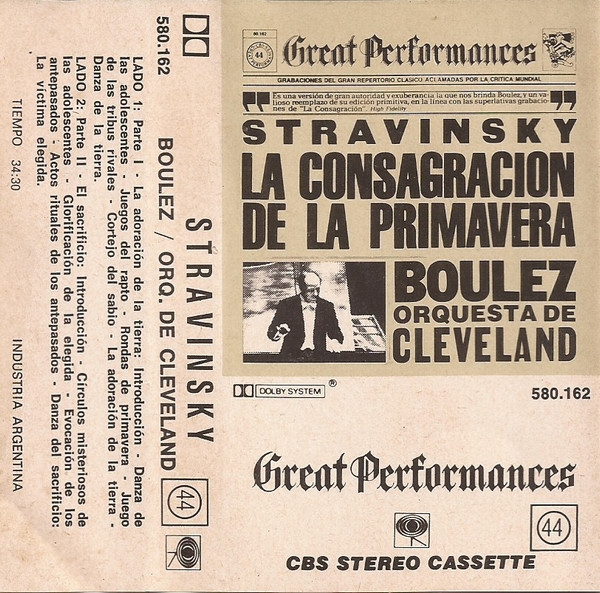 580.162
BOULEZ / ORQ. DE CLEVELAND
STRAVINSKY
44
LADO 1: Parte I - La adoración de la tierra: Introducción - Danza de
las adolescentes - Juegos del rapto - Rondas de primavera - Juego
de las tribus rivales - Cortejo del sabio - La adoración de la tierra -
Danza de la tierra.
LADO 2: Parte II - El sacrificio: Introducción - Círculos misteriosos de
las adolescentes - Glorificación de la elegida - Evocación de los
antepasados - Actos rituales de los antepasados - Danza del sacrificio:
La víctima elegida.
TIEMPO 34:30
INDUSTRIA ARGENTINA
80.162
44
Great Performances
GRABACIONES DEL GRAN REPERTORIO CLASICO ACLAMADAS POR LA CRITICA MUNDIAL
"Es una versión de gran autoridad y exuberancia la que nos brinda Boulez, y un va-
lioso reemplazo de su edición primitiva, en la línea con las superlativas grabacio-
nes de "La Consagración". High Fidelity"
STRAVINSKY
LA CONSAGRACION
DE LA PRIMAVERA
BOULEZ
ORQUESTA DE
CLEVELAND
DOLBY SYSTEM ®
580.162
Great Performances
44
CBS STEREO CASSETTE